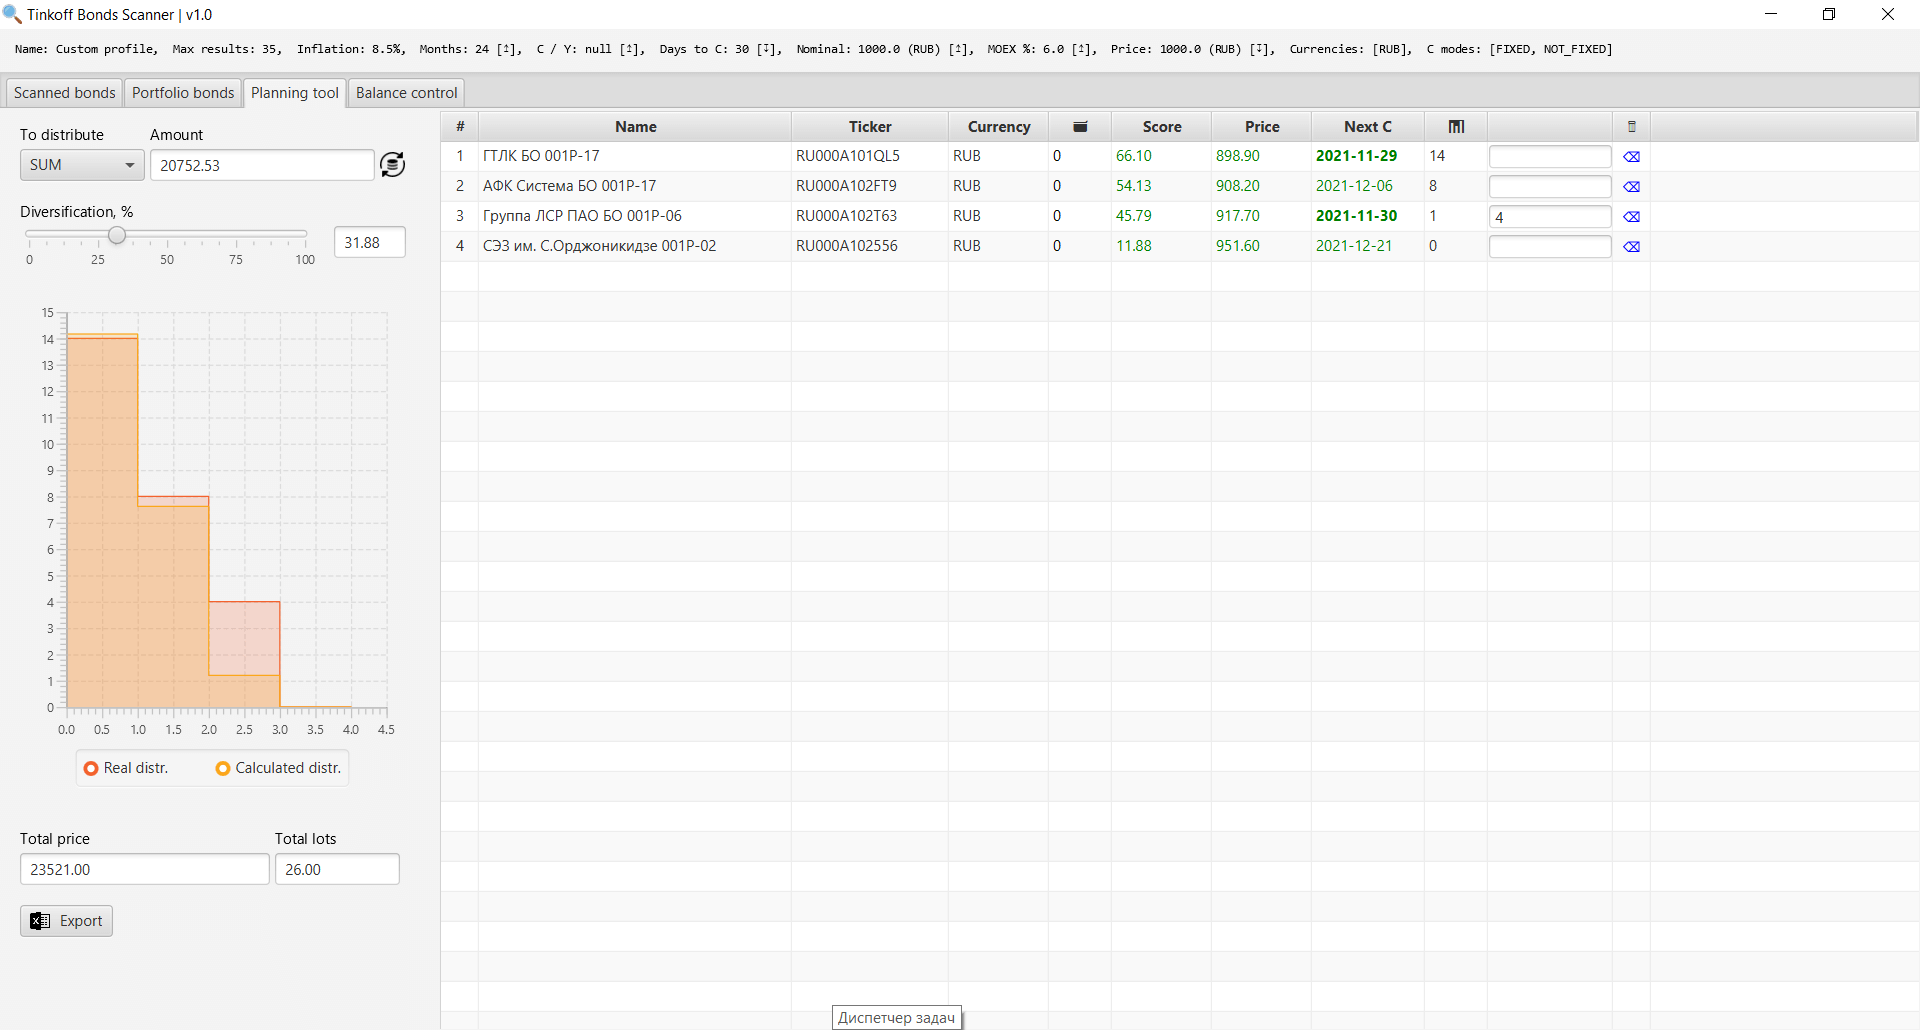 Tinkoff Bonds Scanner | v1.0
Name: Custom profile, Max results: 35, Inflation: 8.5%, Months: 24 [↥], C / Y: null [↥], Days to C: 30 [↧], Nominal: 1000.0 (RUB) [↥], MOEX %: 6.0 [↥], Price: 1000.0 (RUB) [↧], Currencies: [RUB], C modes: [FIXED, NOT_FIXED]
Scanned bonds Portfolio bonds Planning tool Balance control
To distribute Amount
SUM 20752.53
Diversification, %
31.88
0 25 50 75 100
15
14
13
12
11
10
9
8
7
6
5
4
3
2
1
0
0.0 0.5 1.0 1.5 2.0 2.5 3.0 3.5 4.0 4.5
Real distr. Calculated distr.
Total price Total lots
23521.00 26.00
Export
# Name Ticker Currency Score Price Next C
1 ГТЛК БО 001P-17 RU000A101QL5 RUB 0 66.10 898.90 2021-11-29 14
2 АФК Система БО 001P-17 RU000A102FT9 RUB 0 54.13 908.20 2021-12-06 8
3 Группа ЛСР ПАО БО 001P-06 RU000A102T63 RUB 0 45.79 917.70 2021-11-30 1 4
4 СЭЗ им. С.Орджоникидзе 001P-02 RU000A102556 RUB 0 11.88 951.60 2021-12-21 0
Диспетчер задач